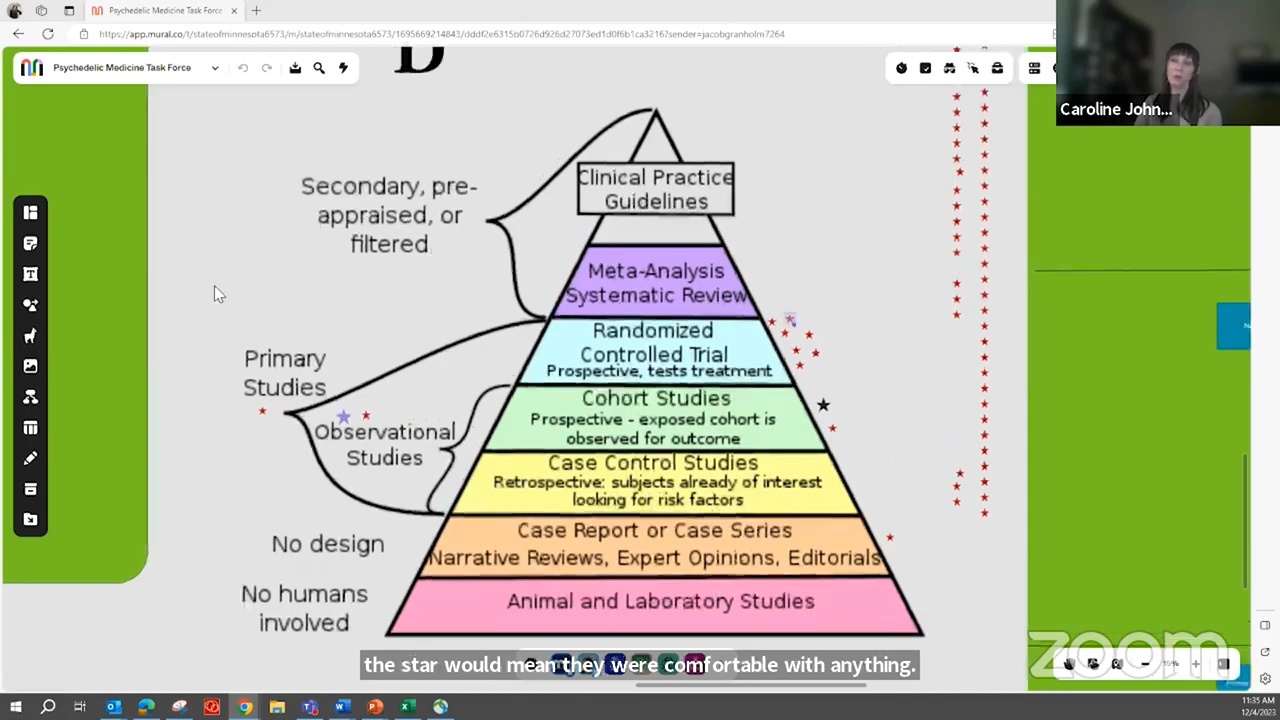 Psychedelic Medicine Task Force
https://app.mural.co/t/stateofminnesota6573/m/stateofminnesota6573/1695669214843/dddf2e6315b0726d926d27073ed1d0f6b1ca3216?sender=jacobgranholm7264
Psychedelic Medicine Task Force
Caroline John...
Clinical Practice
Guidelines
Secondary, pre-
appraised, or
filtered
Meta-Analysis
Systematic Review
Randomized
Controlled Trial
Prospective, tests treatment
Primary
Studies
Cohort Studies
Prospective - exposed cohort is
observed for outcome
Observational
Studies
Case Control Studies
Retrospective: subjects already of interest
looking for risk factors
No design
Case Report or Case Series
Narrative Reviews, Expert Opinions, Editorials
No humans
involved
Animal and Laboratory Studies
the star would mean they were comfortable with anything.
zoom
11:35 AM
12/4/2023